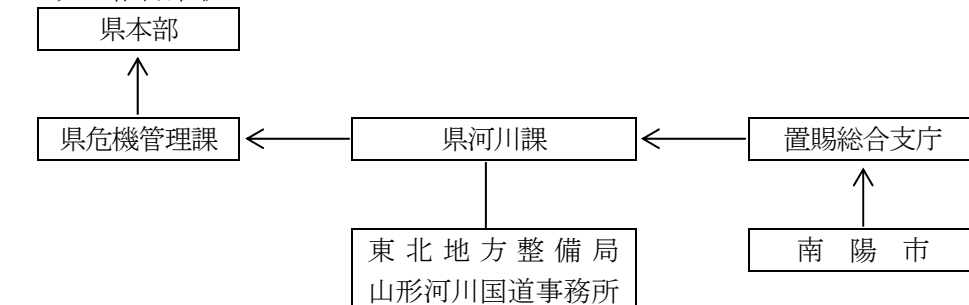 県本部
県危機管理課
県河川課
置賜総合支庁
東北地方整備局
山形河川国道事務所
南陽市